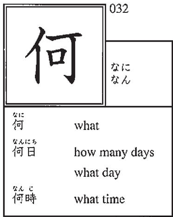 032
何
なに
なん
なに
何 what
なんにち
何日 how many days
what day
なん じ
何時 what time